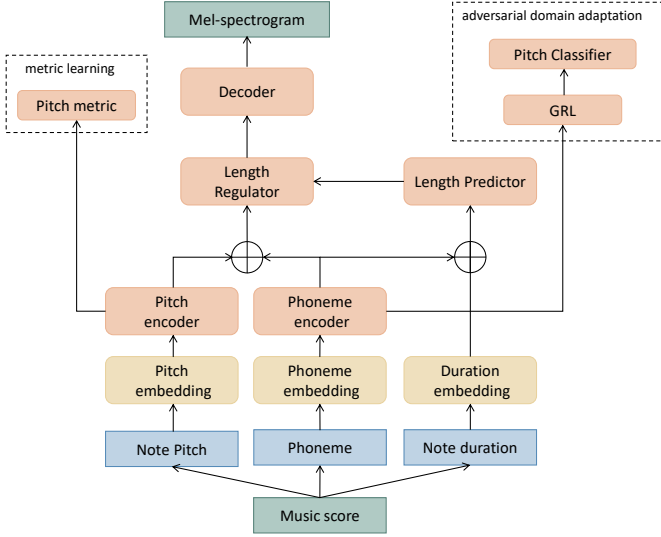 Mel-spectrogram
adversarial domain adaptation
Pitch Classifier
metric learning
Pitch metric
Decoder
GRL
Length
Regulator
Length Predictor
Pitch
encoder
Phoneme
encoder
Pitch
embedding
Phoneme
embedding
Duration
embedding
Note Pitch
Phoneme
Note duration
Music score